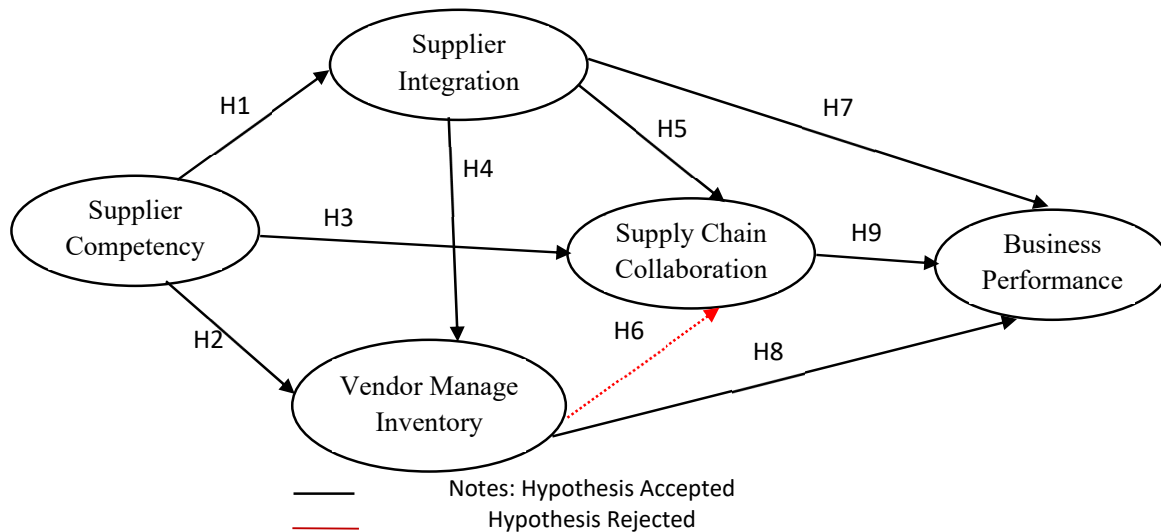 Supplier
Integration
H1
H7
H5
H4
Supplier
Competency
H3
Supply Chain
Collaboration
H9
Business
Performance
H2
H6
H8
Vendor Manage
Inventory
Notes: Hypothesis Accepted
Hypothesis Rejected